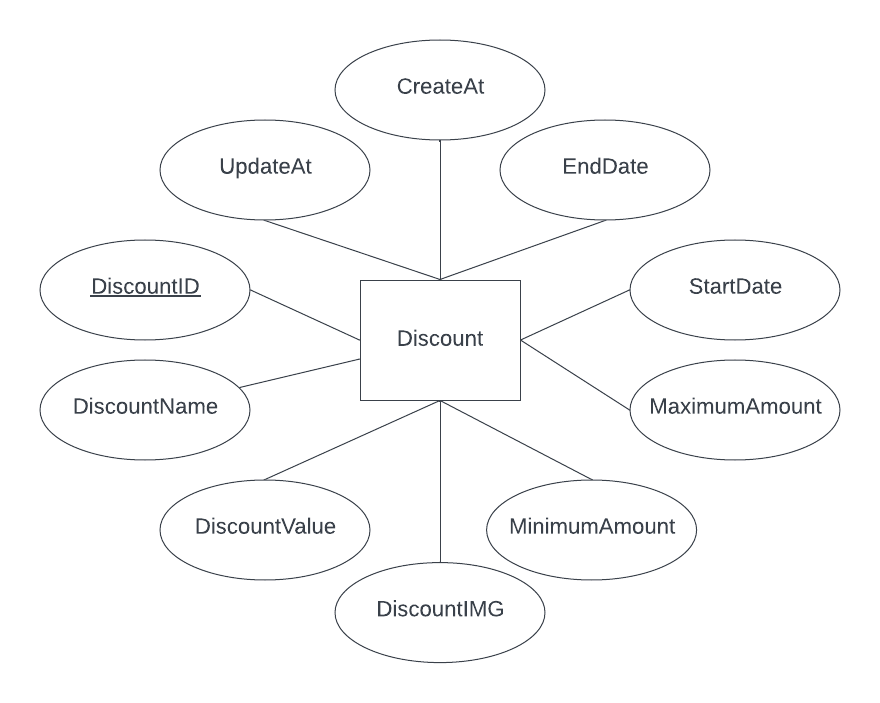 CreateAt
UpdateAt
EndDate
DiscountID
StartDate
Discount
DiscountName
MaximumAmount
DiscountValue
MinimumAmount
DiscountIMG